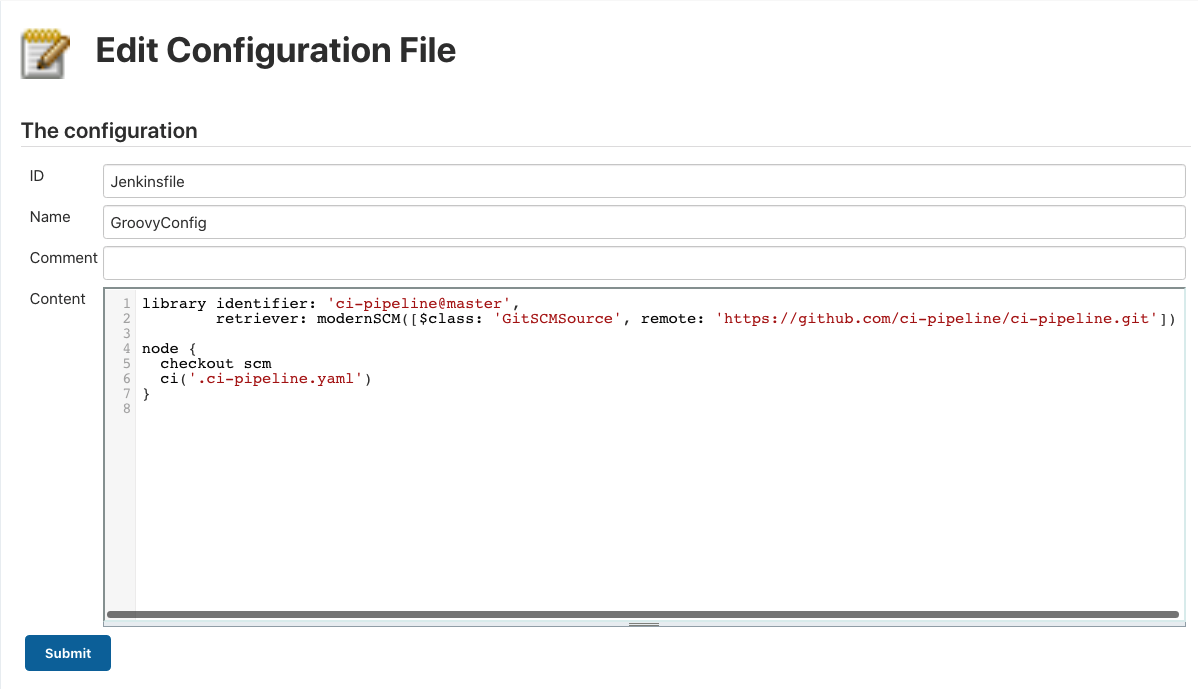 Edit Configuration File
The configuration
ID
Jenkinsfile
Name
GroovyConfig
Comment
Content
1 library identifier: 'ci-pipeline@master',
2         retriever: modernSCM([$class: 'GitSCMSource', remote: 'https://github.com/ci-pipeline/ci-pipeline.git'])
3
4 node {
5   checkout scm
6   ci('.ci-pipeline.yaml')
7 }
8
Submit